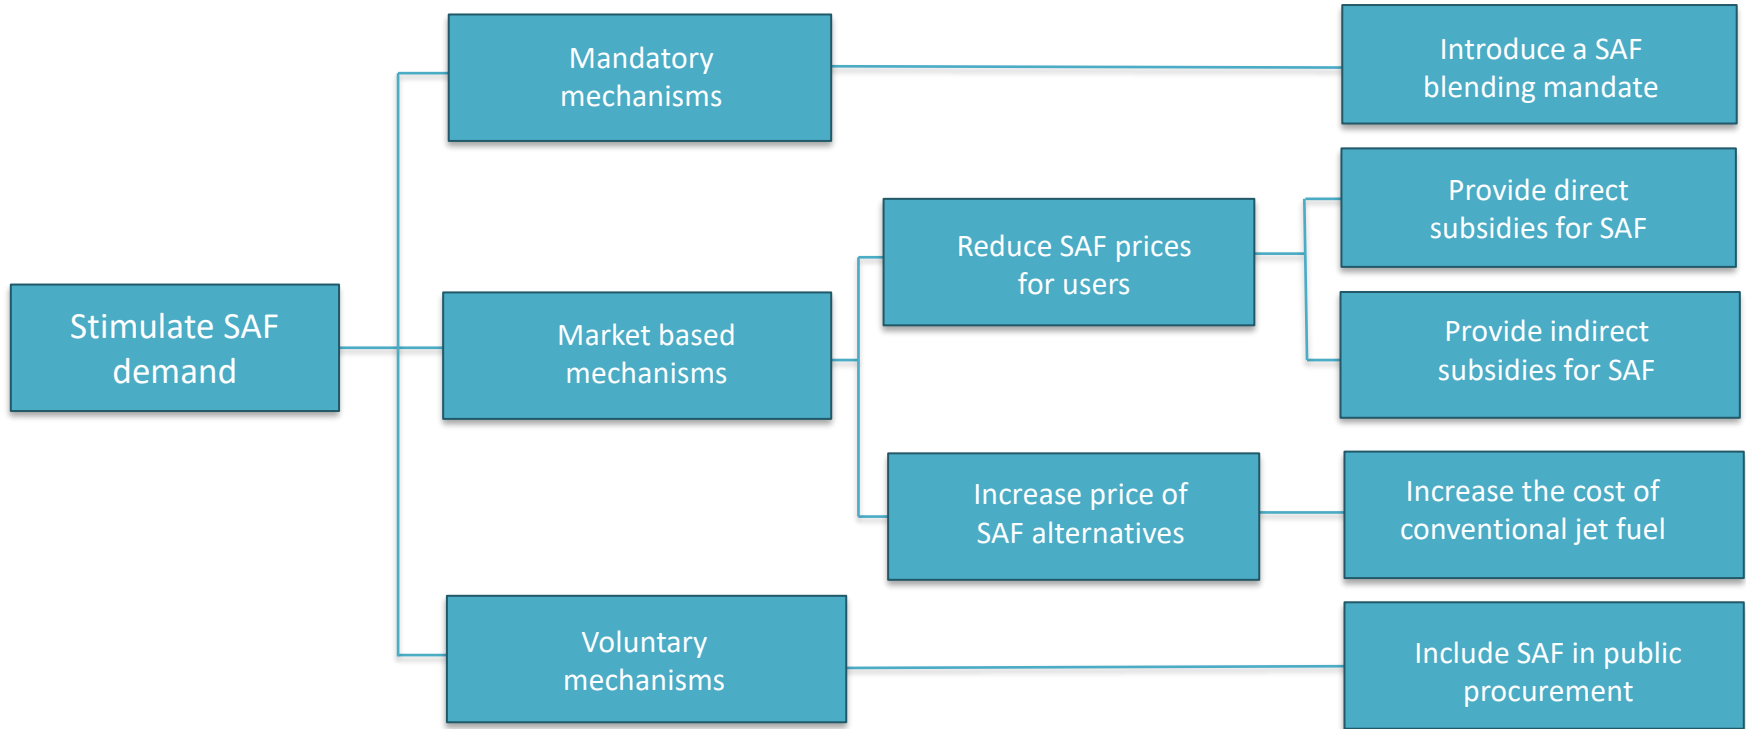 Stimulate SAF
demand
Mandatory
mechanisms
Introduce a SAF
blending mandate
Market based
mechanisms
Reduce SAF prices
for users
Provide direct
subsidies for SAF
Provide indirect
subsidies for SAF
Increase price of
SAF alternatives
Increase the cost of
conventional jet fuel
Voluntary
mechanisms
Include SAF in public
procurement